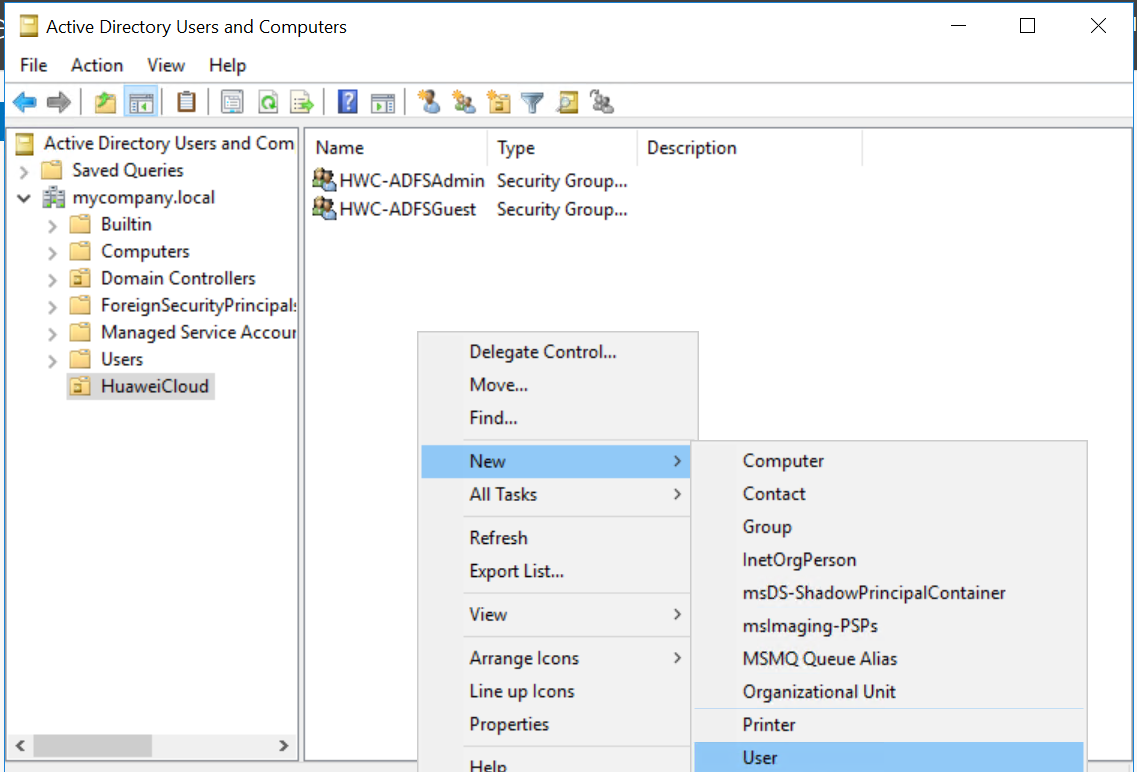 Active Directory Users and Computers
File Action View Help
Active Directory Users and Com
Saved Queries
mycompany.local
Builtin
Computers
Domain Controllers
ForeignSecurityPrincipals
Managed Service Accour
Users
HuaweiCloud
Name Type Description
HWC-ADFSAdmin Security Group...
HWC-ADFSGuest Security Group...
Delegate Control...
Move...
Find...
New
All Tasks
Refresh
Export List...
View
Arrange Icons
Line up Icons
Properties
Help
Computer
Contact
Group
InetOrgPerson
msDS-ShadowPrincipalContainer
msImaging-PSPs
MSMQ Queue Alias
Organizational Unit
Printer
User